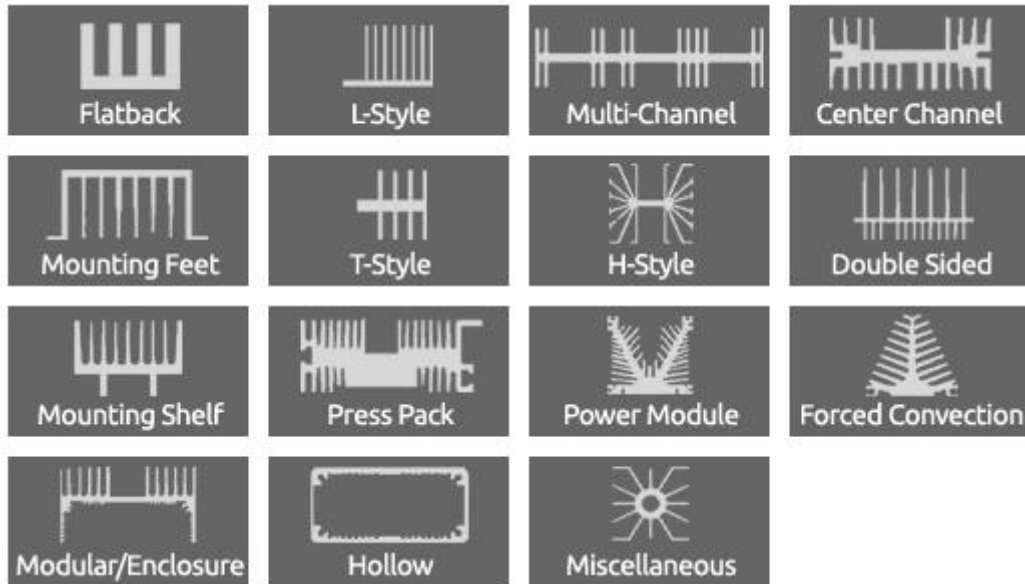 Flatback
L-Style
Multi-Channel
Center Channel
Mounting Feet
T-Style
H-Style
Double Sided
Mounting Shelf
Press Pack
Power Module
Forced Convection
Modular/Enclosure
Hollow
Miscellaneous